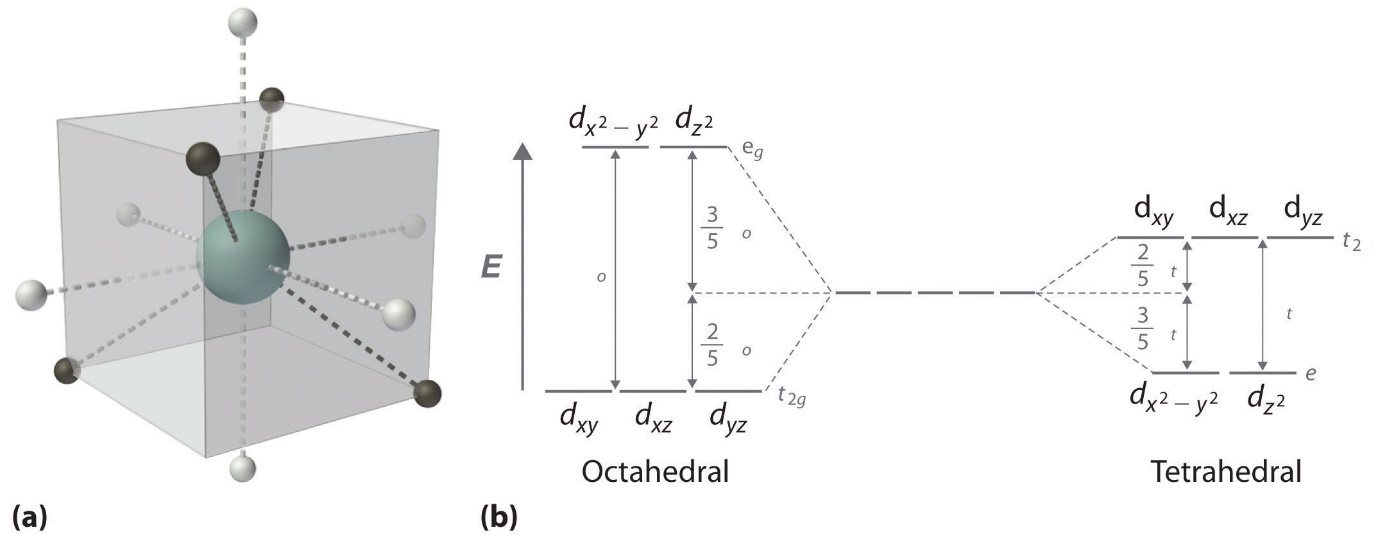 d_{x² − y²} d_{z²}
e_g
3/5 o
o
E
2/5 o
t_{2g}
d_{xy} d_{xz} d_{yz}
Octahedral
d_{xy} d_{xz} d_{yz}
t_2
2/5 t
t
3/5 t
e
d_{x² − y²} d_{z²}
Tetrahedral
(a)
(b)